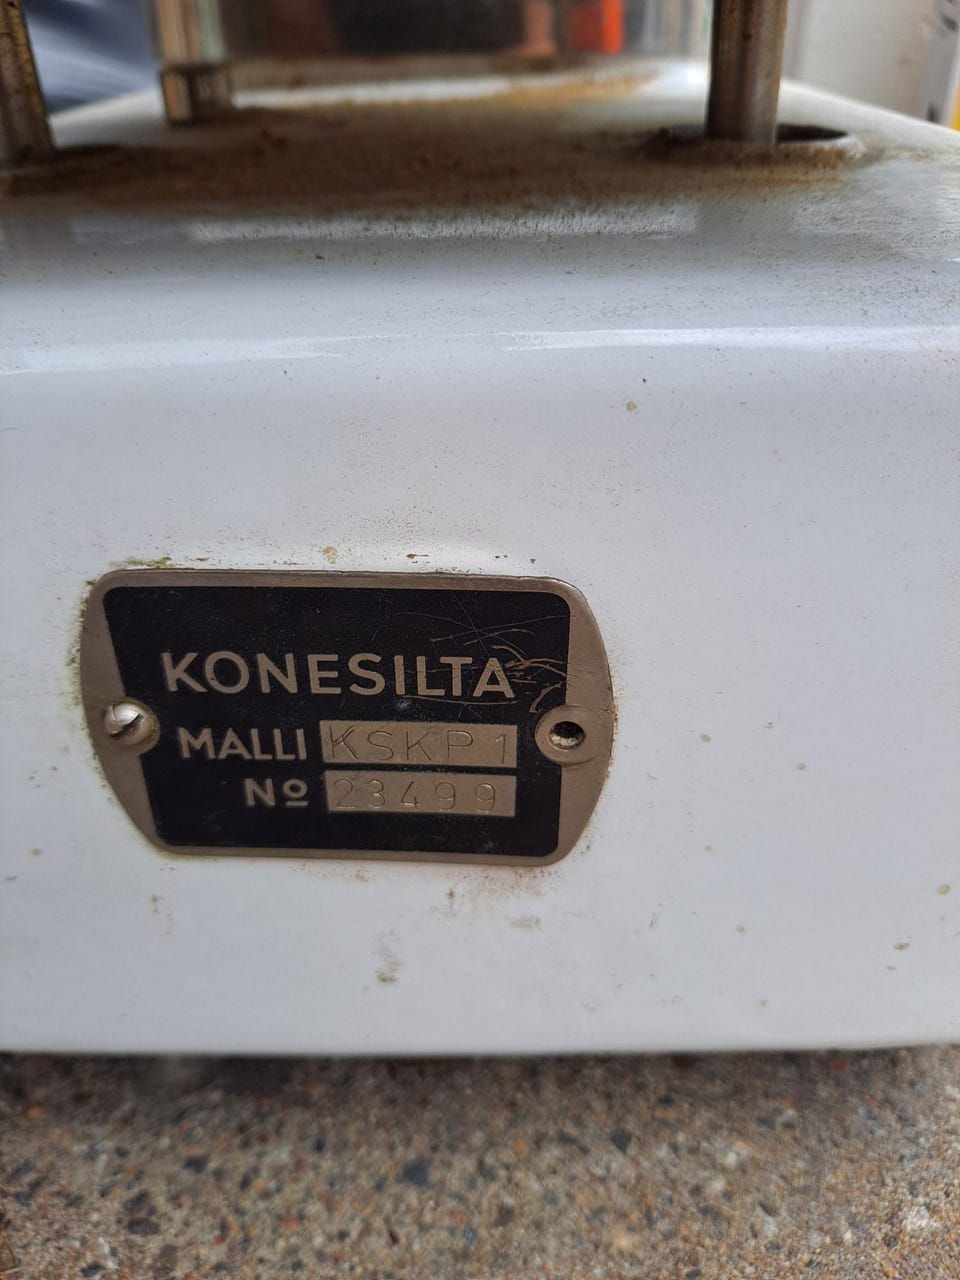 KONESILTA
MALLI KSKP 1
Nº 23499